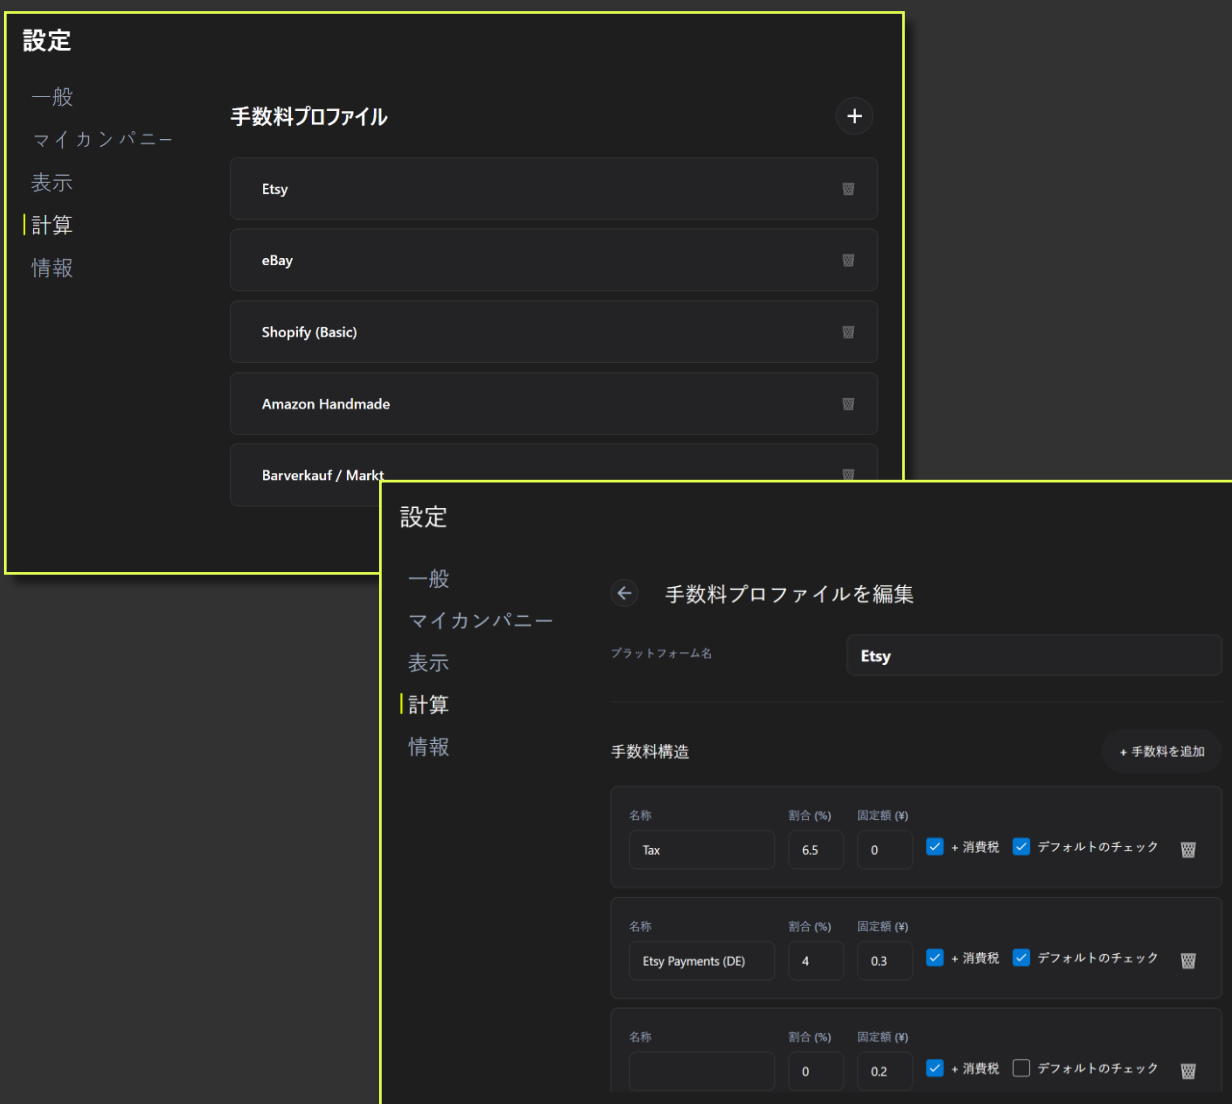 設定
一般
マイカンパニー
表示
計算
情報
手数料プロファイル
+
Etsy
eBay
Shopify (Basic)
Amazon Handmade
Barverkauf / Markt
設定
一般
マイカンパニー
表示
計算
情報
手数料プロファイルを編集
プラットフォーム名
Etsy
手数料構造
+ 手数料を追加
名称 割合 (%) 固定額 (¥)
Tax 6.5 0 + 消費税 デフォルトのチェック
名称 割合 (%) 固定額 (¥)
Etsy Payments (DE) 4 0.3 + 消費税 デフォルトのチェック
名称 割合 (%) 固定額 (¥)
0 0.2 + 消費税 デフォルトのチェック